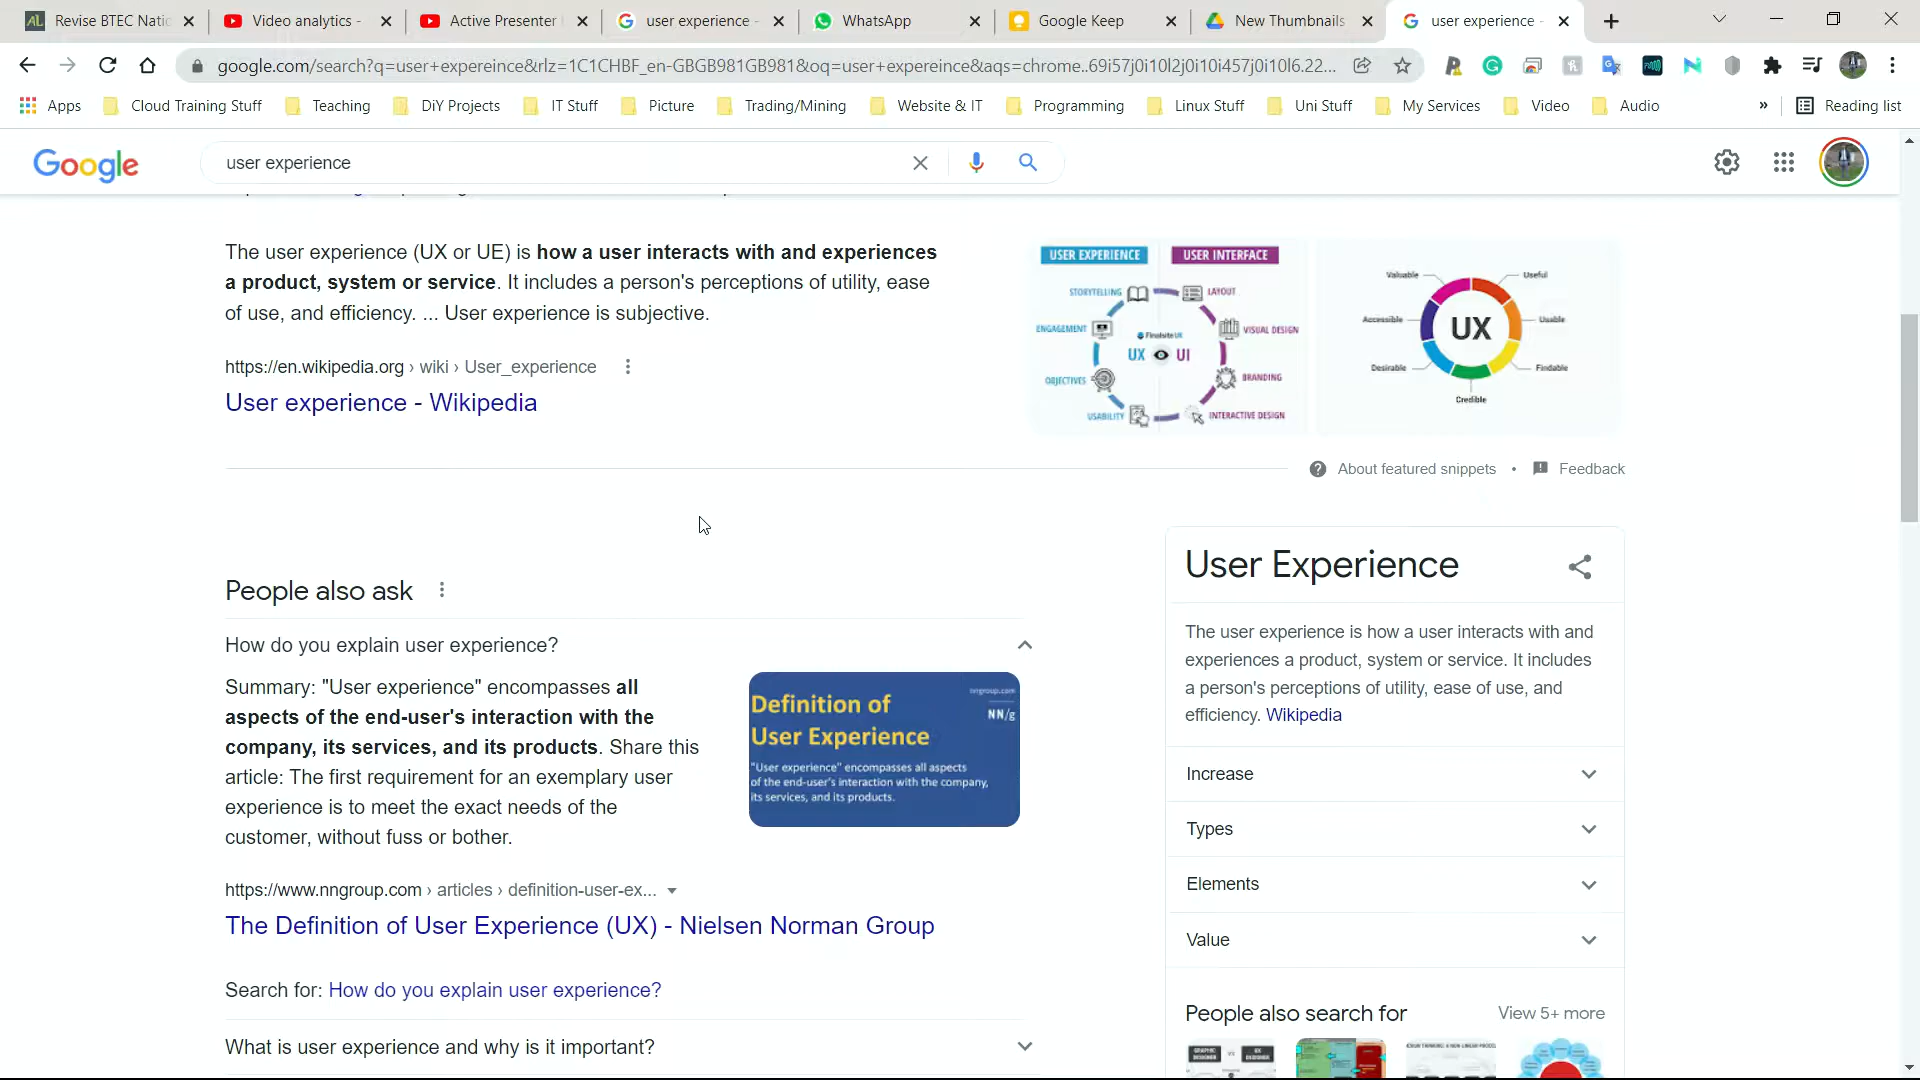 Revise BTEC Nati
Video analytics -
Active Presenter
user experience -
WhatsApp
Google Keep
New Thumbnails
user experience -
google.com/search?q=user+expereince&rlz=1C1CHBF_en-GBGB981GB981&oq=user+expereince&aqs=chrome..69i57j0i10l2j0i10i457j0i10l6.22...
Apps
Cloud Training Stuff
Teaching
DiY Projects
IT Stuff
Picture
Trading/Mining
Website & IT
Programming
Linux Stuff
Uni Stuff
My Services
Video
Audio
»
Reading list
Google
user experience
The user experience (UX or UE) is how a user interacts with and experiences
a product, system or service. It includes a person's perceptions of utility, ease
of use, and efficiency. ... User experience is subjective.
https://en.wikipedia.org › wiki › User_experience
User experience - Wikipedia
USER EXPERIENCE
USER INTERFACE
STORYTELLING
LAYOUT
ENGAGEMENT
VISUAL DESIGN
Finalsite UX
UX
UI
OBJECTIVES
BRANDING
USABILITY
INTERACTIVE DESIGN
Valuable
Useful
Accessible
Usable
UX
Desirable
Findable
Credible
About featured snippets • Feedback
People also ask
How do you explain user experience?
Summary: "User experience" encompasses all
aspects of the end-user's interaction with the
company, its services, and its products. Share this
article: The first requirement for an exemplary user
experience is to meet the exact needs of the
customer, without fuss or bother.
nngroup.com
NN/g
Definition of
User Experience
"User experience" encompasses all aspects
of the end-user's interaction with the company,
its services, and its products.
https://www.nngroup.com › articles › definition-user-ex...
The Definition of User Experience (UX) - Nielsen Norman Group
Search for: How do you explain user experience?
What is user experience and why is it important?
User Experience
The user experience is how a user interacts with and
experiences a product, system or service. It includes
a person's perceptions of utility, ease of use, and
efficiency. Wikipedia
Increase
Types
Elements
Value
People also search for
View 5+ more
GRAPHIC DESIGNER
UX DESIGNER